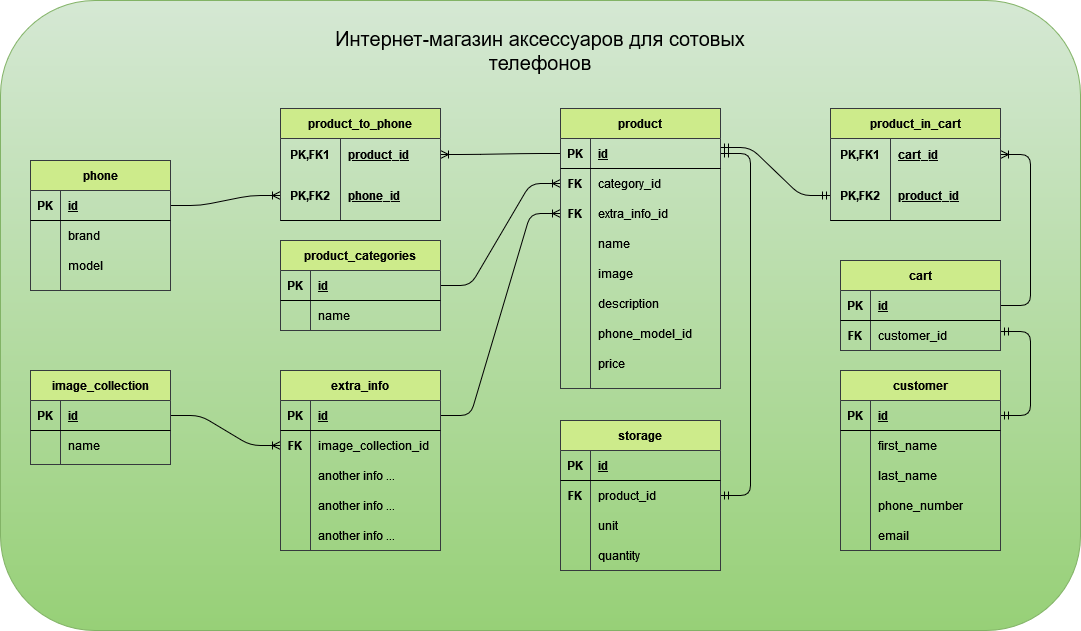 Интернет-магазин аксессуаров для сотовых
телефонов
product_to_phone
PK,FK1 product_id
PK,FK2 phone_id
phone
PK id
brand
model
product_categories
PK id
name
image_collection
PK id
name
extra_info
PK id
FK image_collection_id
another info ...
another info ...
another info ...
product
PK id
FK category_id
FK extra_info_id
name
image
description
phone_model_id
price
storage
PK id
FK product_id
unit
quantity
product_in_cart
PK,FK1 cart_id
PK,FK2 product_id
cart
PK id
FK customer_id
customer
PK id
first_name
last_name
phone_number
email